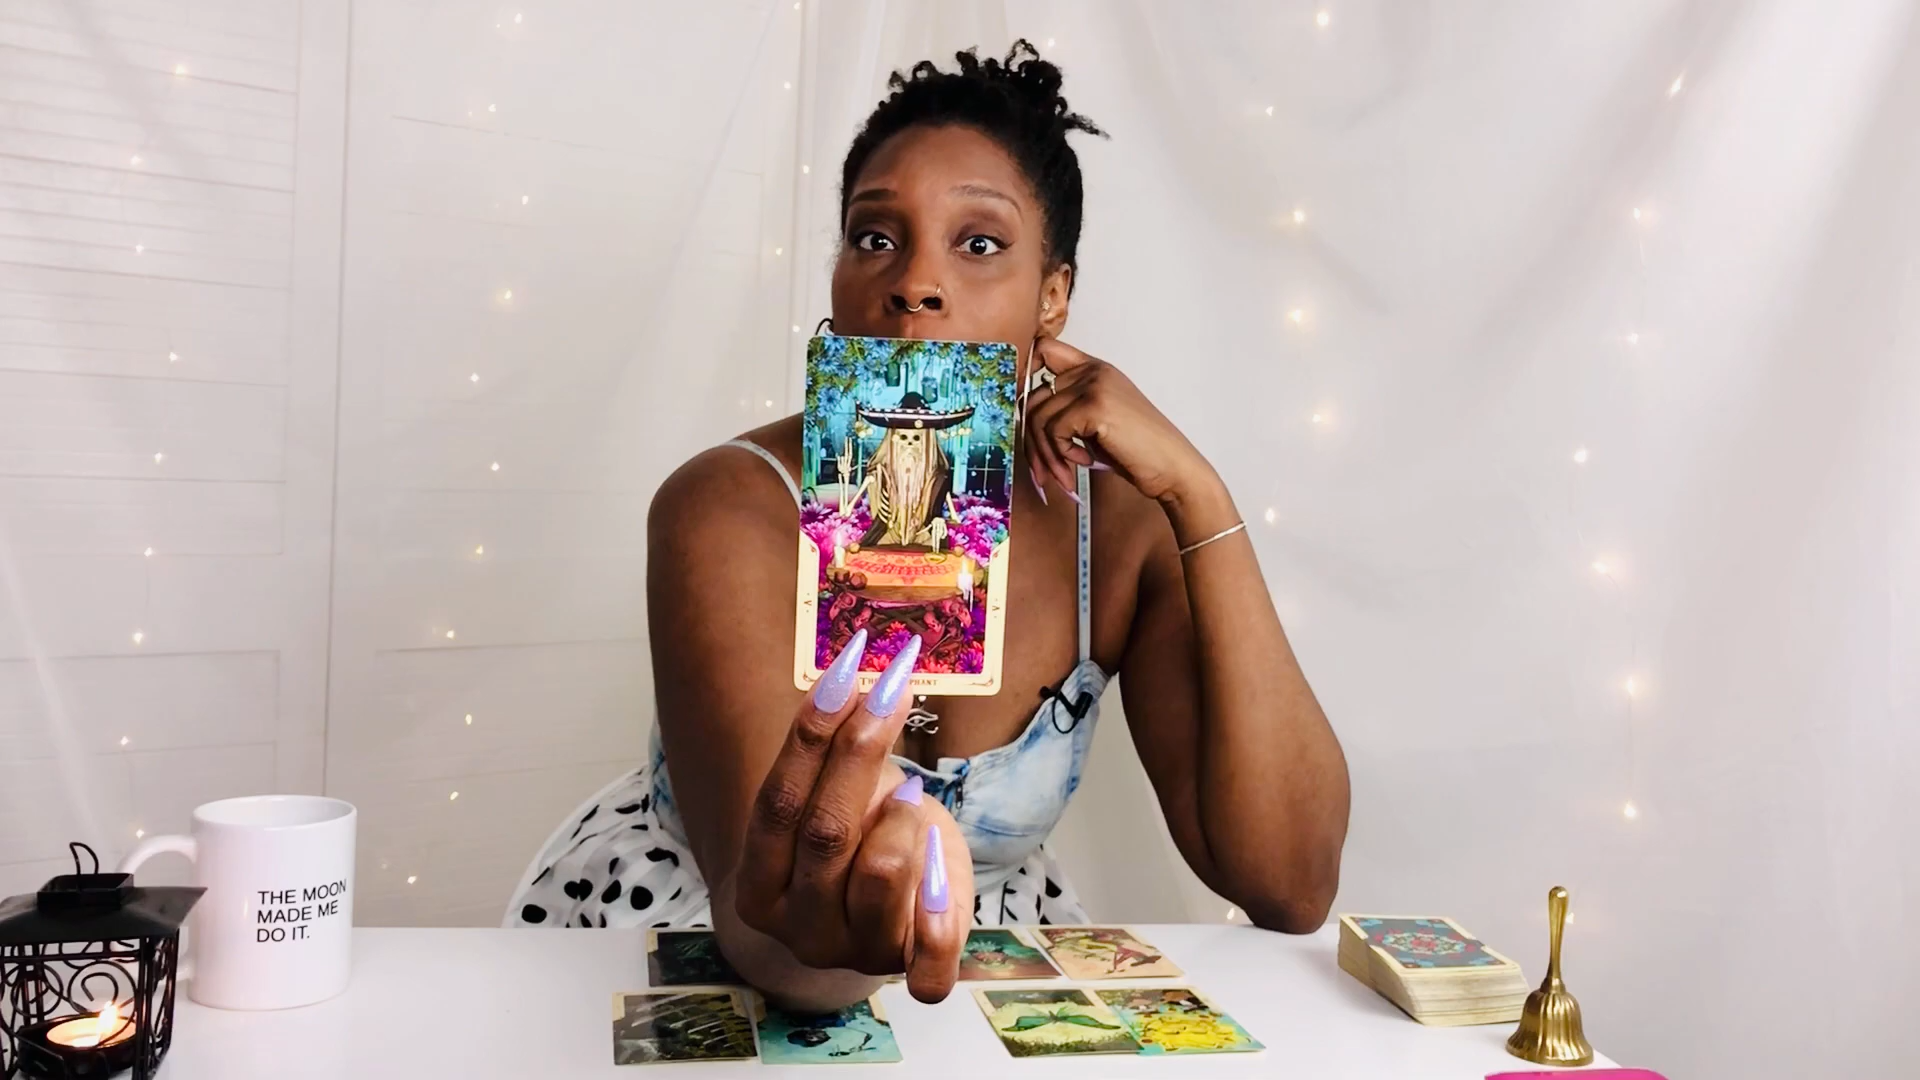 · V ·
· V ·
THE MOON
MADE ME
DO IT.